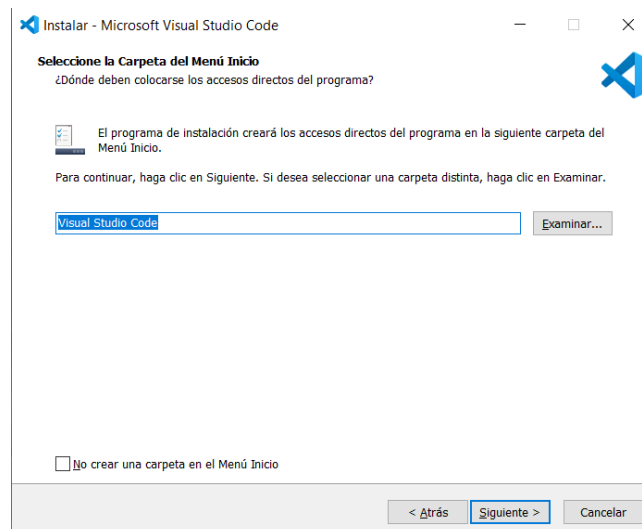 Instalar - Microsoft Visual Studio Code
Seleccione la Carpeta del Menú Inicio
¿Dónde deben colocarse los accesos directos del programa?
El programa de instalación creará los accesos directos del programa en la siguiente carpeta del
Menú Inicio.
Para continuar, haga clic en Siguiente. Si desea seleccionar una carpeta distinta, haga clic en Examinar.
Visual Studio Code
Examinar...
No crear una carpeta en el Menú Inicio
< Atrás
Siguiente >
Cancelar